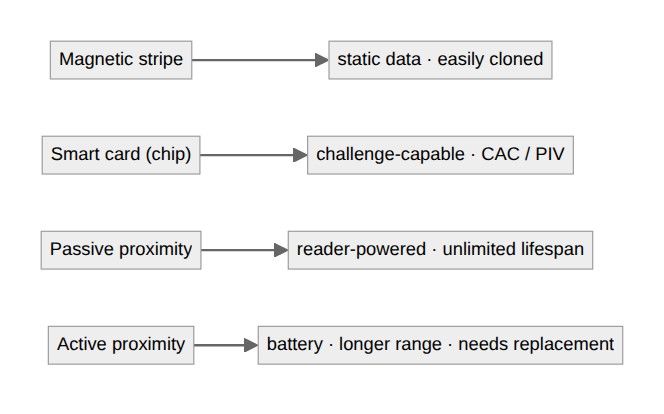 Magnetic stripe
static data · easily cloned
Smart card (chip)
challenge-capable · CAC / PIV
Passive proximity
reader-powered · unlimited lifespan
Active proximity
battery · longer range · needs replacement